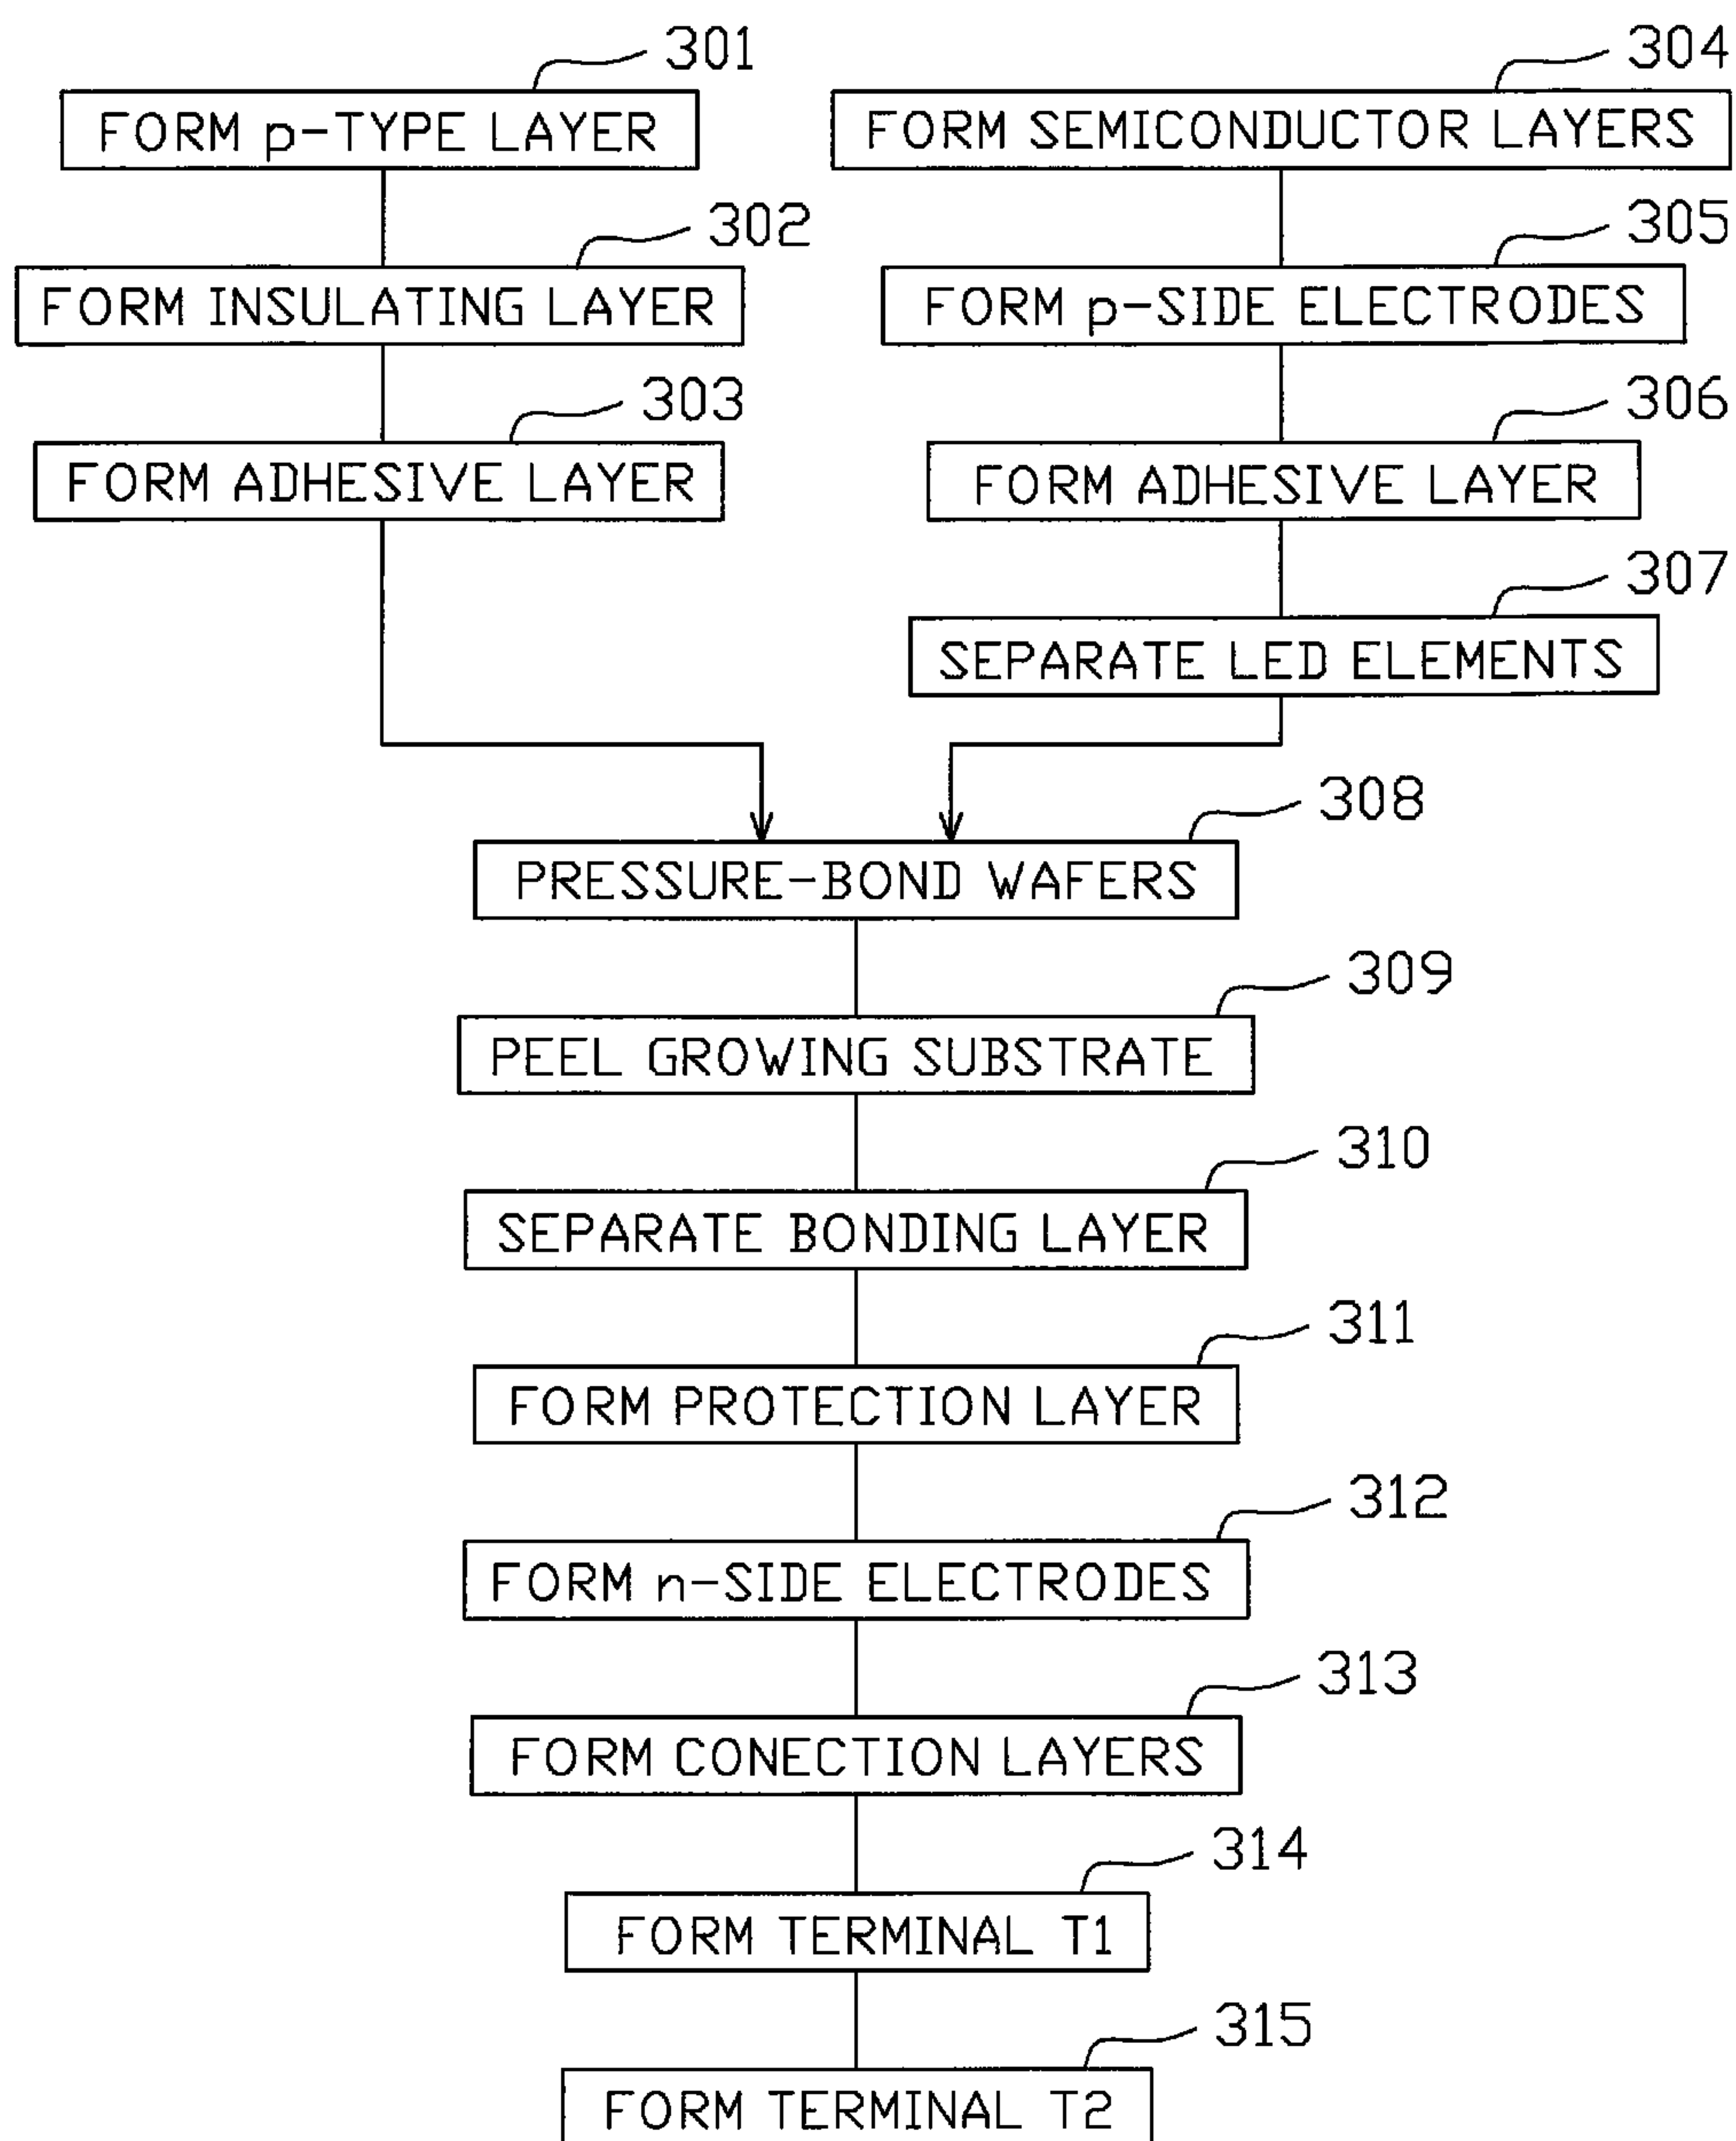 301
FORM p-TYPE LAYER
302
FORM INSULATING LAYER
303
FORM ADHESIVE LAYER
304
FORM SEMICONDUCTOR LAYERS
305
FORM p-SIDE ELECTRODES
306
FORM ADHESIVE LAYER
307
SEPARATE LED ELEMENTS
308
PRESSURE-BOND WAFERS
309
PEEL GROWING SUBSTRATE
310
SEPARATE BONDING LAYER
311
FORM PROTECTION LAYER
312
FORM n-SIDE ELECTRODES
313
FORM CONECTION LAYERS
314
FORM TERMINAL T1
315
FORM TERMINAL T2